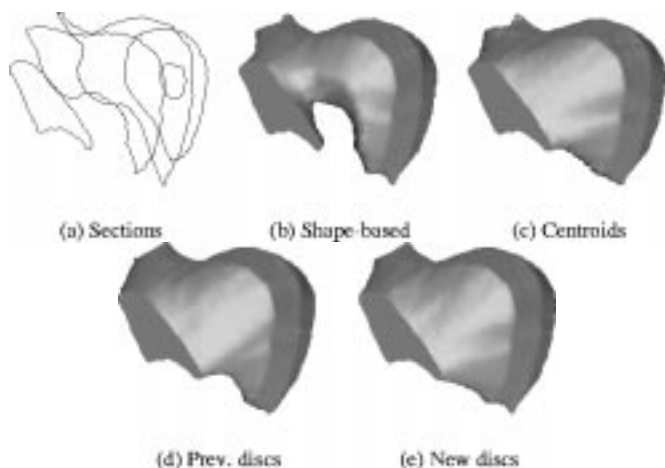 (a) Sections
(b) Shape-based
(c) Centroids
(d) Prev. discs
(e) New discs